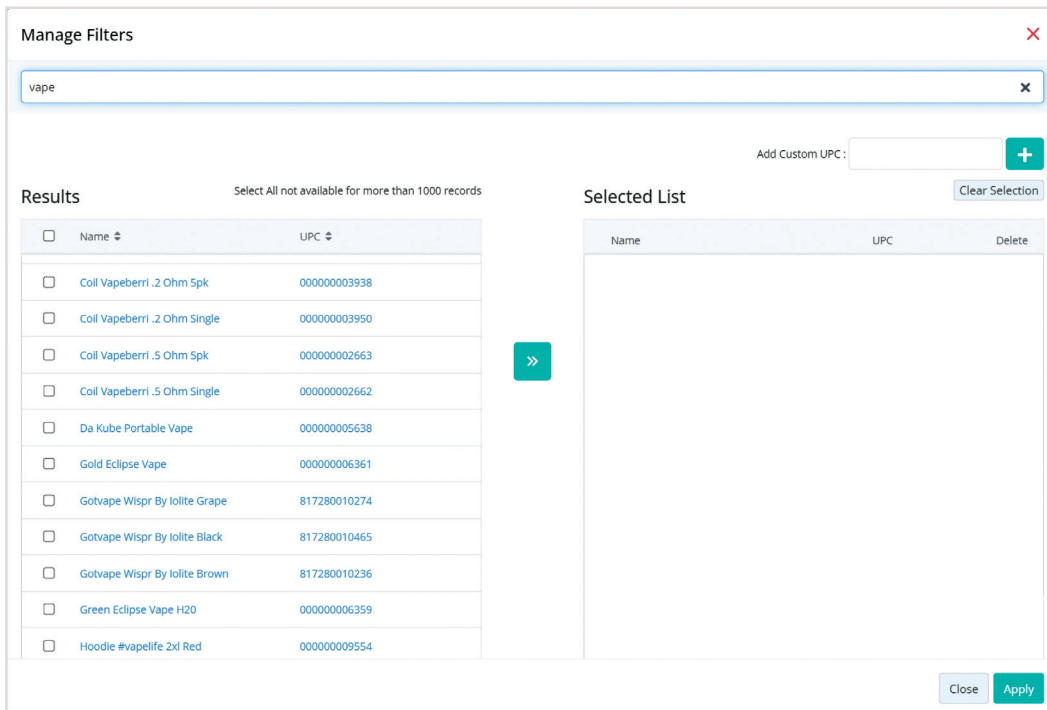 Manage Filters
vape
Add Custom UPC :
Results
Select All not available for more than 1000 records
Selected List
Clear Selection
Name UPC
Name UPC Delete
Coil Vapeberri .2 Ohm 5pk 000000003938
Coil Vapeberri .2 Ohm Single 000000003950
Coil Vapeberri .5 Ohm 5pk 000000002663
Coil Vapeberri .5 Ohm Single 000000002662
Da Kube Portable Vape 000000005638
Gold Eclipse Vape 000000006361
Gotvape Wispr By Iolite Grape 817280010274
Gotvape Wispr By Iolite Black 817280010465
Gotvape Wispr By Iolite Brown 817280010236
Green Eclipse Vape H20 000000006359
Hoodie #vapelife 2xl Red 000000009554
Close Apply